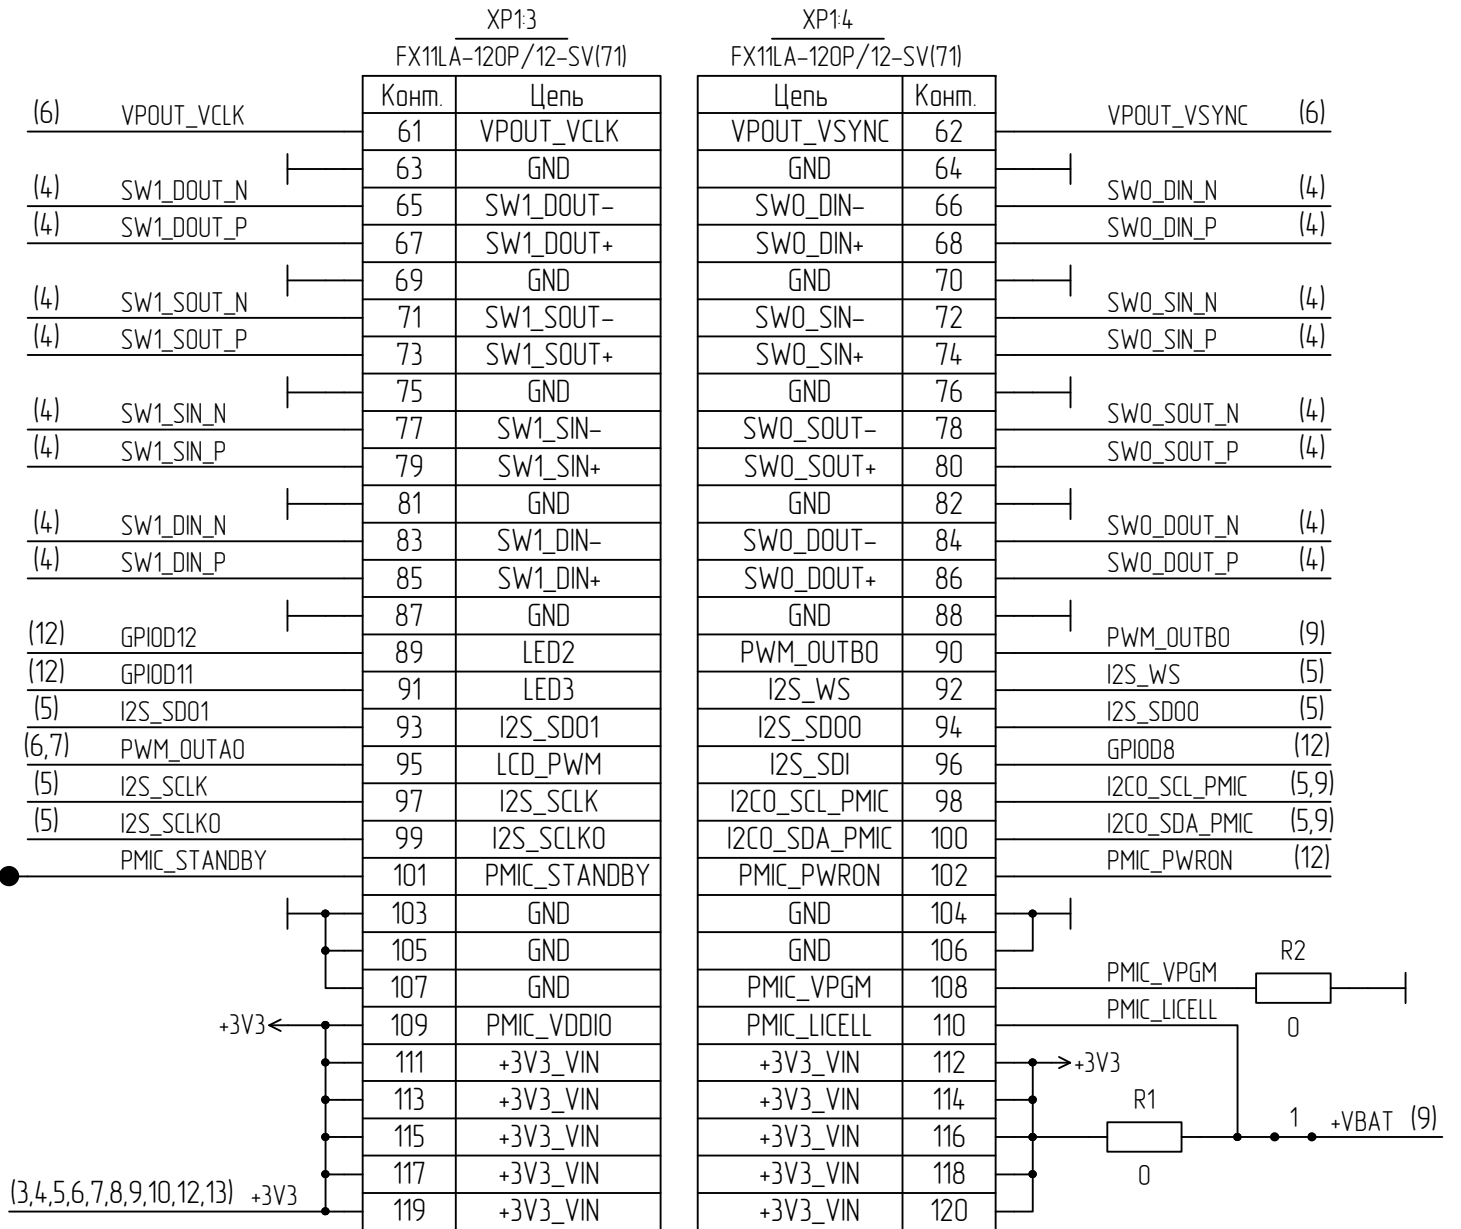 XP1:3 XP1:4
FX11LA-120P/12-SV(71) FX11LA-120P/12-SV(71)
Конт. Цепь Цепь Конт.
(6) VPOUT_VCLK 61 VPOUT_VCLK VPOUT_VSYNC 62 VPOUT_VSYNC (6)
63 GND GND 64
(4) SW1_DOUT_N 65 SW1_DOUT- SW0_DIN- 66 SW0_DIN_N (4)
(4) SW1_DOUT_P 67 SW1_DOUT+ SW0_DIN+ 68 SW0_DIN_P (4)
69 GND GND 70
(4) SW1_SOUT_N 71 SW1_SOUT- SW0_SIN- 72 SW0_SIN_N (4)
(4) SW1_SOUT_P 73 SW1_SOUT+ SW0_SIN+ 74 SW0_SIN_P (4)
75 GND GND 76
(4) SW1_SIN_N 77 SW1_SIN- SW0_SOUT- 78 SW0_SOUT_N (4)
(4) SW1_SIN_P 79 SW1_SIN+ SW0_SOUT+ 80 SW0_SOUT_P (4)
81 GND GND 82
(4) SW1_DIN_N 83 SW1_DIN- SW0_DOUT- 84 SW0_DOUT_N (4)
(4) SW1_DIN_P 85 SW1_DIN+ SW0_DOUT+ 86 SW0_DOUT_P (4)
87 GND GND 88
(12) GPIOD12 89 LED2 PWM_OUTB0 90 PWM_OUTB0 (9)
(12) GPIOD11 91 LED3 I2S_WS 92 I2S_WS (5)
(5) I2S_SDO1 93 I2S_SDO1 I2S_SDO0 94 I2S_SDO0 (5)
(6,7) PWM_OUTA0 95 LCD_PWM I2S_SDI 96 GPIOD8 (12)
(5) I2S_SCLK 97 I2S_SCLK I2C0_SCL_PMIC 98 I2C0_SCL_PMIC (5,9)
(5) I2S_SCLKO 99 I2S_SCLKO I2C0_SDA_PMIC 100 I2C0_SDA_PMIC (5,9)
PMIC_STANDBY 101 PMIC_STANDBY PMIC_PWRON 102 PMIC_PWRON (12)
103 GND GND 104
105 GND GND 106
107 GND PMIC_VPGM 108 PMIC_VPGM R2 0
+3V3 109 PMIC_VDDIO PMIC_LICELL 110 PMIC_LICELL
111 +3V3_VIN +3V3_VIN 112 +3V3
113 +3V3_VIN +3V3_VIN 114
115 +3V3_VIN +3V3_VIN 116 R1 0 1 +VBAT (9)
117 +3V3_VIN +3V3_VIN 118
(3,4,5,6,7,8,9,10,12,13) +3V3 119 +3V3_VIN +3V3_VIN 120